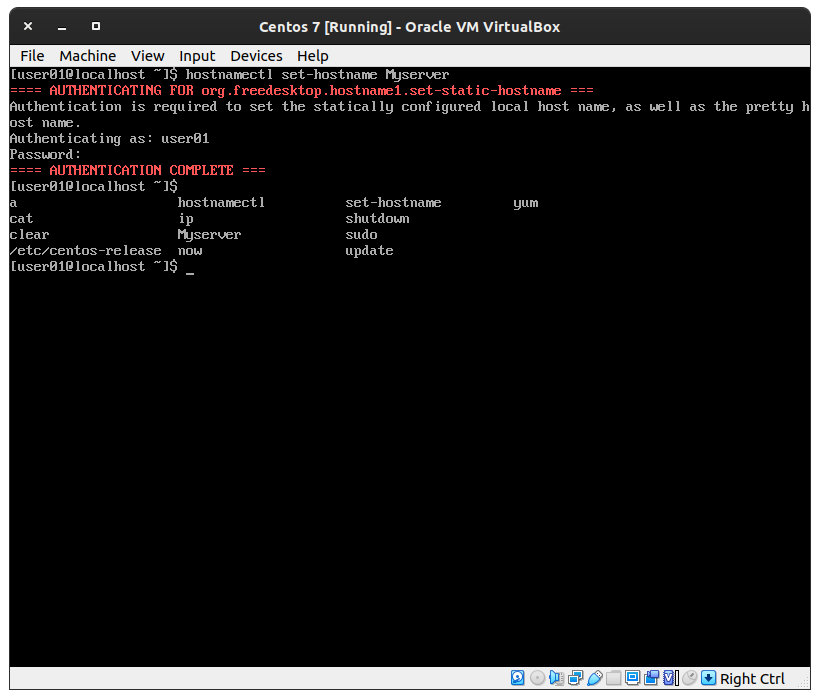 Centos 7 [Running] - Oracle VM VirtualBox
File Machine View Input Devices Help
[user01@localhost ~]$ hostnamectl set-hostname Myserver
==== AUTHENTICATING FOR org.freedesktop.hostname1.set-static-hostname ===
Authentication is required to set the statically configured local host name, as well as the pretty h
ost name.
Authenticating as: user01
Password:
==== AUTHENTICATION COMPLETE ===
[user01@localhost ~]$
a hostnamectl set-hostname yum
cat ip shutdown
clear Myserver sudo
/etc/centos-release now update
[user01@localhost ~]$ _
Right Ctrl